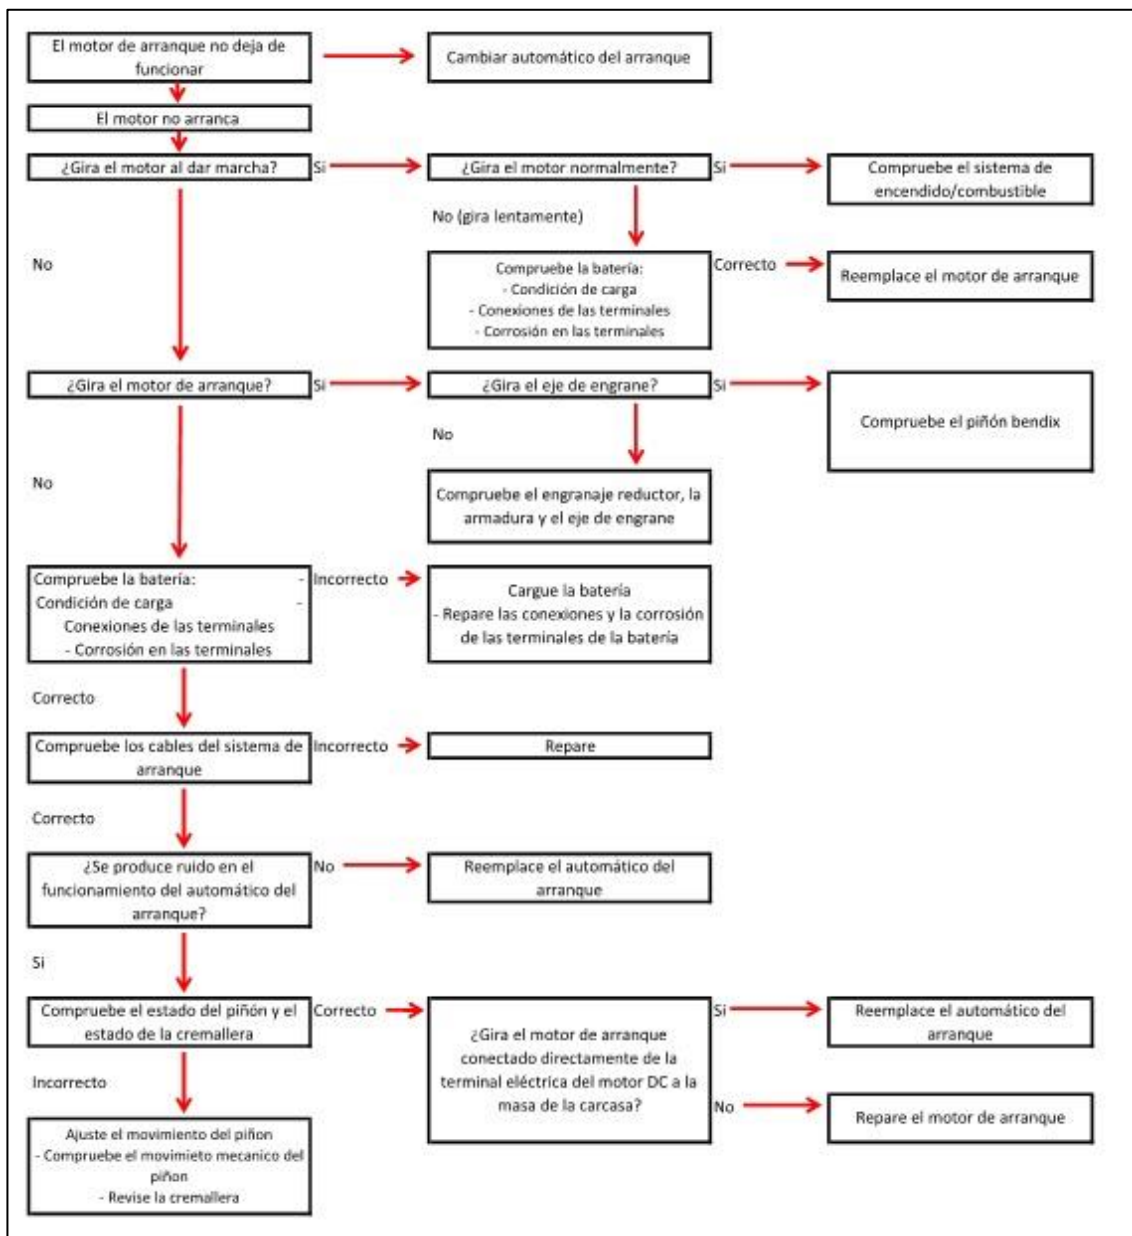 El motor de arranque no deja de
funcionar
Cambiar automático del arranque
El motor no arranca
¿Gira el motor al dar marcha?
Si
¿Gira el motor normalmente?
Si
Compruebe el sistema de
encendido/combustible
No (gira lentamente)
No
Compruebe la batería:
- Condición de carga
- Conexiones de las terminales
- Corrosión en las terminales
Correcto
Reemplace el motor de arranque
¿Gira el motor de arranque?
Si
¿Gira el eje de engrane?
Si
Compruebe el piñón bendix
No
No
Compruebe el engranaje reductor, la
armadura y el eje de engrane
Compruebe la batería: -
Condición de carga -
Conexiones de las terminales
- Corrosión en las terminales
Incorrecto
Cargue la batería
- Repare las conexiones y la corrosión
de las terminales de la batería
Correcto
Compruebe los cables del sistema de
arranque
Incorrecto
Repare
Correcto
¿Se produce ruido en el
funcionamiento del automático del
arranque?
No
Reemplace el automático del
arranque
Si
Compruebe el estado del piñón y el
estado de la cremallera
Correcto
¿Gira el motor de arranque
conectado directamente de la
terminal eléctrica del motor DC a la
masa de la carcasa?
Si
Reemplace el automático del
arranque
No
Repare el motor de arranque
Incorrecto
Ajuste el movimiento del piñon
- Compruebe el movimieto mecanico del
piñon
- Revise la cremallera